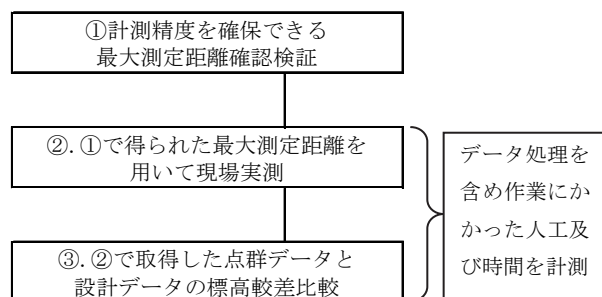 ①計測精度を確保できる
最大測定距離確認検証
②. ①で得られた最大測定距離を
用いて現場実測
③. ②で取得した点群データと
設計データの標高較差比較
データ処理を
含め作業にか
かった人工及
び時間を計測